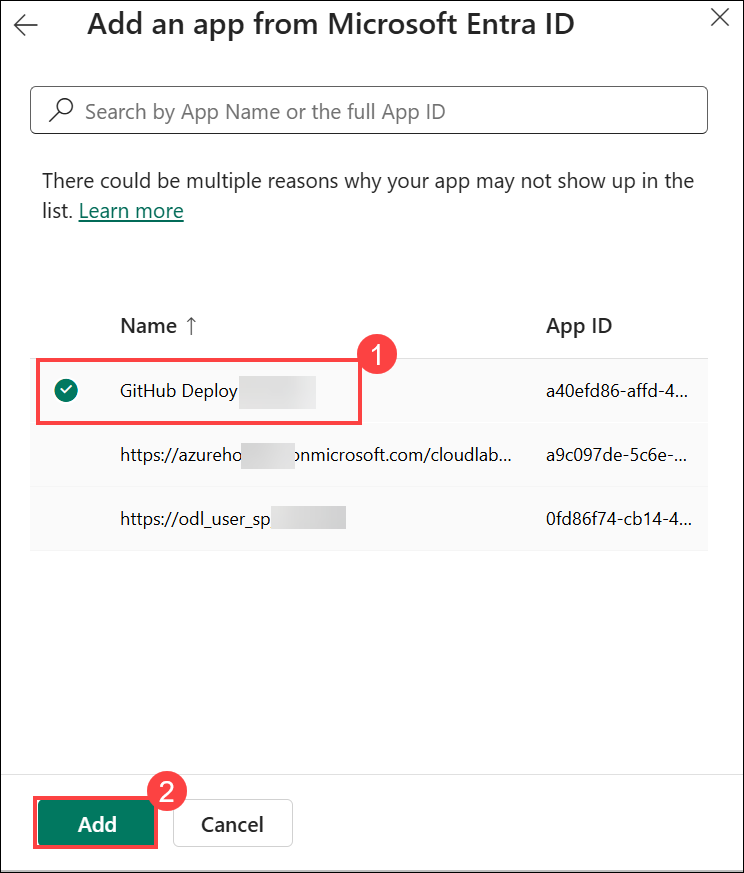 Add an app from Microsoft Entra ID
Search by App Name or the full App ID
There could be multiple reasons why your app may not show up in the
list. Learn more
Name ↑ App ID
1
GitHub Deploy a40efd86-affd-4...
https://azureho onmicrosoft.com/cloudlab... a9c097de-5c6e-...
https://odl_user_sp 0fd86f74-cb14-4...
2
Add Cancel